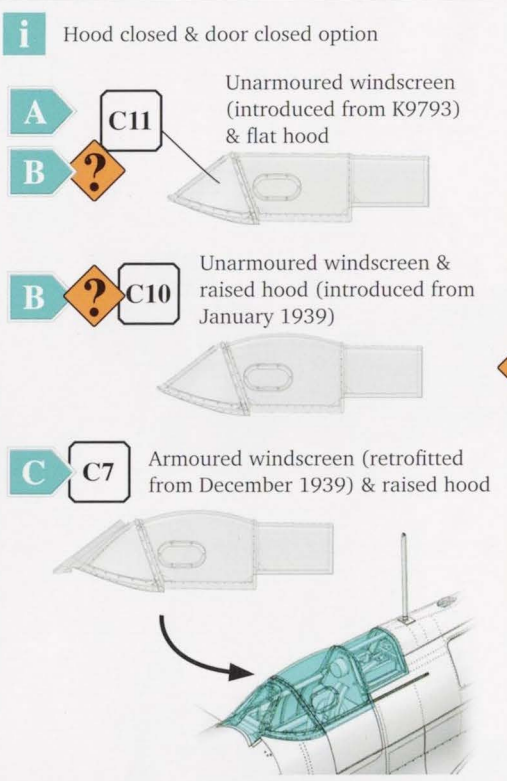 i Hood closed & door closed option
A C11
B ?
Unarmoured windscreen
(introduced from K9793)
& flat hood
B ? C10
Unarmoured windscreen &
raised hood (introduced from
January 1939)
C C7
Armoured windscreen (retrofitted
from December 1939) & raised hood